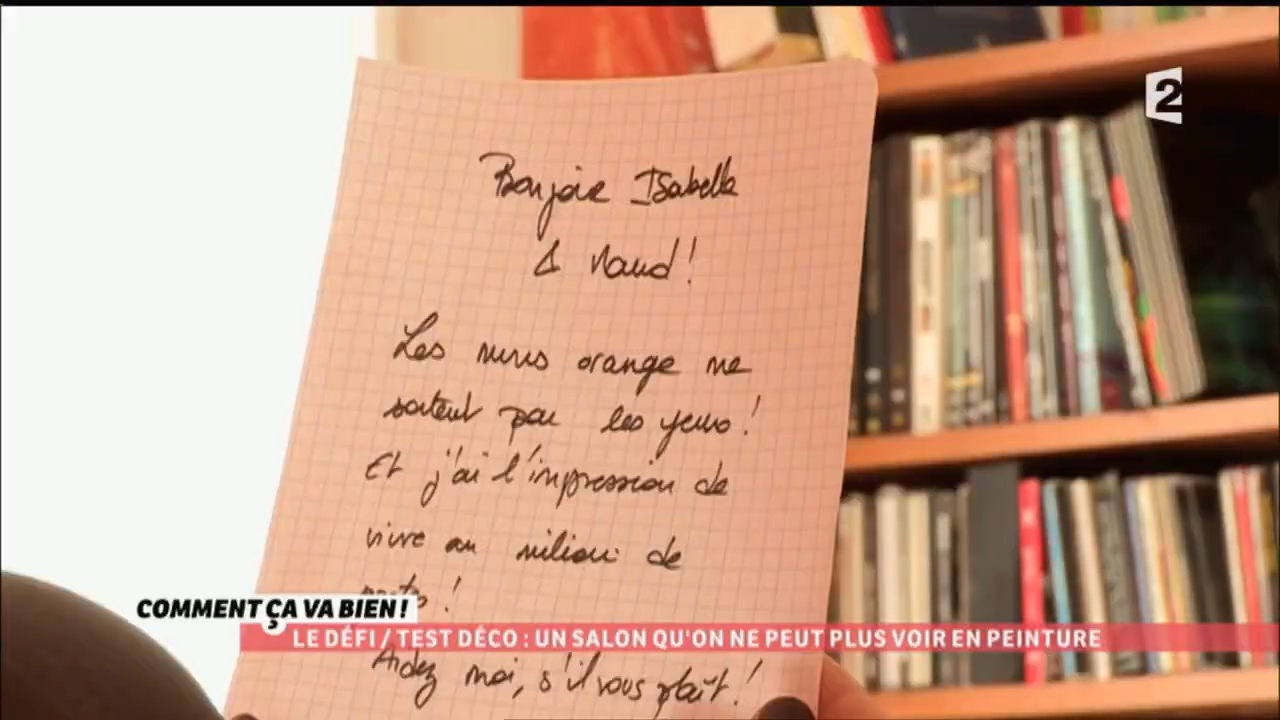 2
Bonjour Isabelle
& Maud !
Les murs orange me
sortent par les yeux !
Et j'ai l'impression de
vivre au milieu de
!
COMMENT ÇA VA BIEN !
LE DÉFI / TEST DÉCO : UN SALON QU'ON NE PEUT PLUS VOIR EN PEINTURE
Aidez moi, s'il vous plaît !